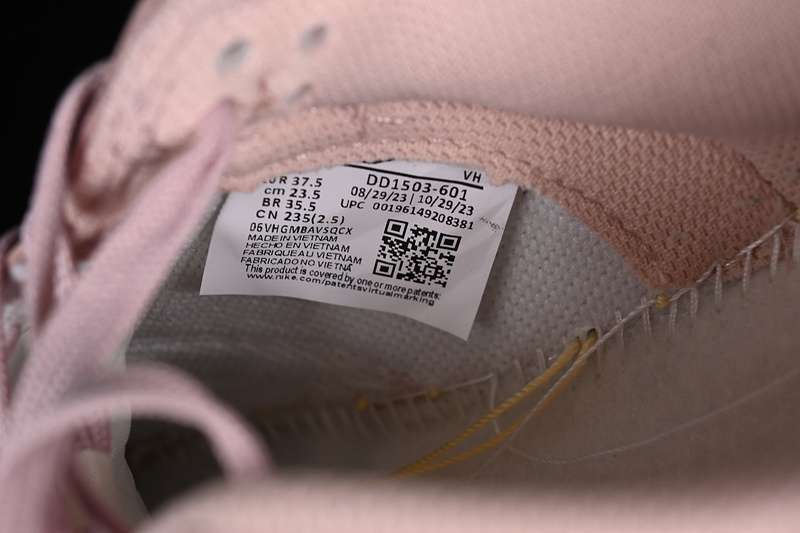 VH
R 37.5
cm 23.5
BR 35.5
CN 235(2.5)
DD1503-601
08/29/23 | 10/29/23
UPC 00196149208381
06VHGMBAVSQCX
MADE IN VIETNAM
HECHO EN VIETNAM
FABRIQUE AU VIETNAM
FABRICADO NO VIETNÃ
This product is covered by one or more patents:
www.nike.com/patentsvirtualmarking